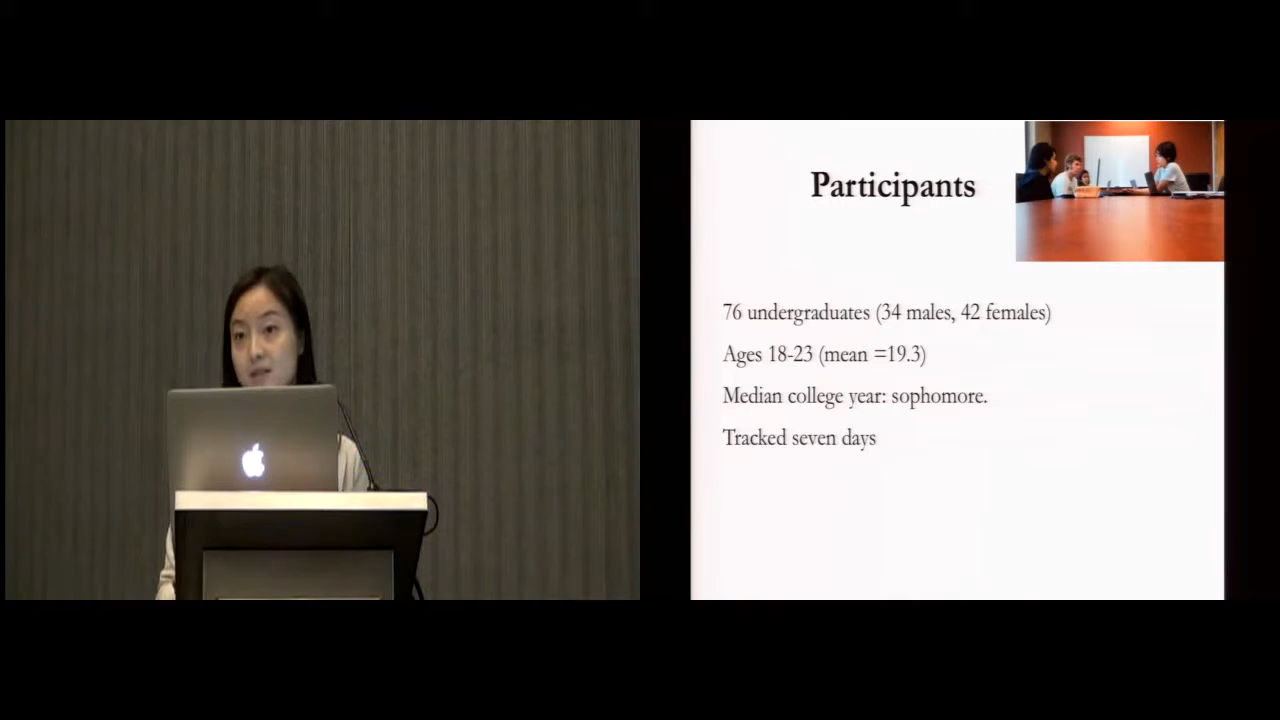 Participants
76 undergraduates (34 males, 42 females)
Ages 18-23 (mean =19.3)
Median college year: sophomore.
Tracked seven days